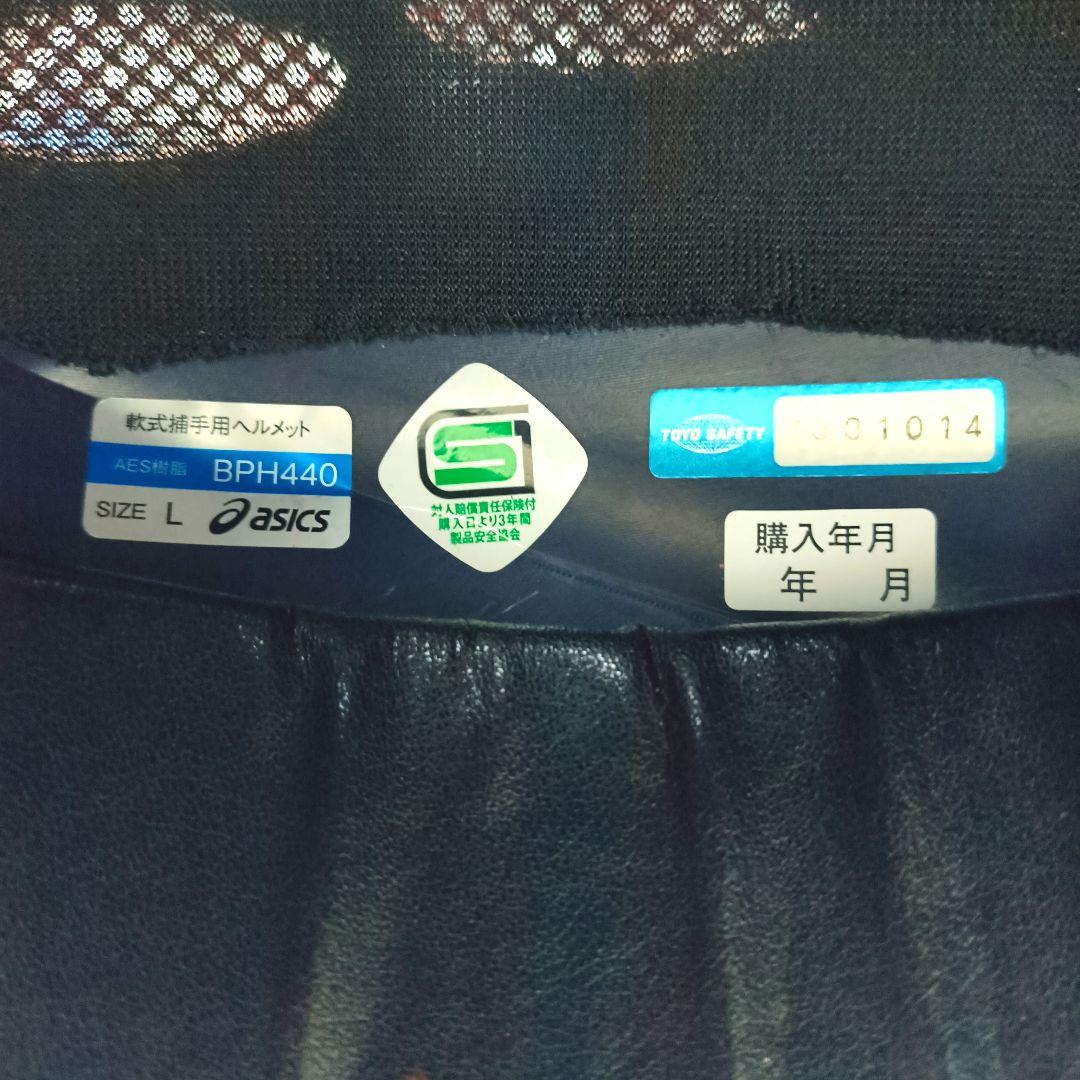 軟式捕手用ヘルメット
AES樹脂 BPH440
SIZE L asics
SG
対人賠償責任保険付
購入日より3年間
製品安全協会
TOYO SAFETY
31014
購入年月
年 月